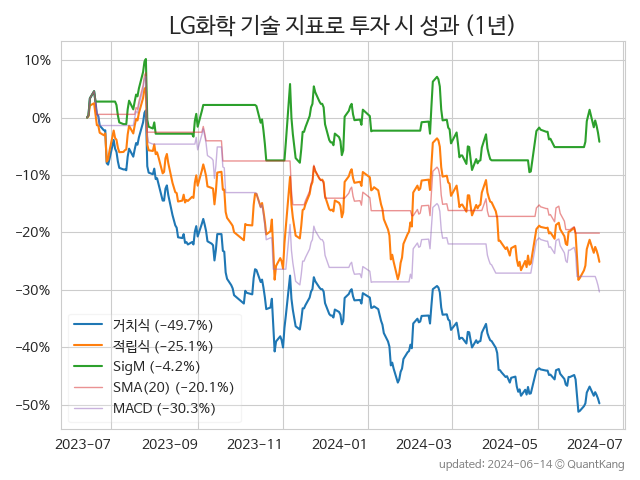 LG화학 기술 지표로 투자 시 성과 (1년)
10%
0%
−10%
−20%
−30%
−40%
−50%
거치식 (−49.7%)
적립식 (−25.1%)
SigM (−4.2%)
SMA(20) (−20.1%)
MACD (−30.3%)
2023-07
2023-09
2023-11
2024-01
2024-03
2024-05
2024-07
updated: 2024-06-14 © QuantKang